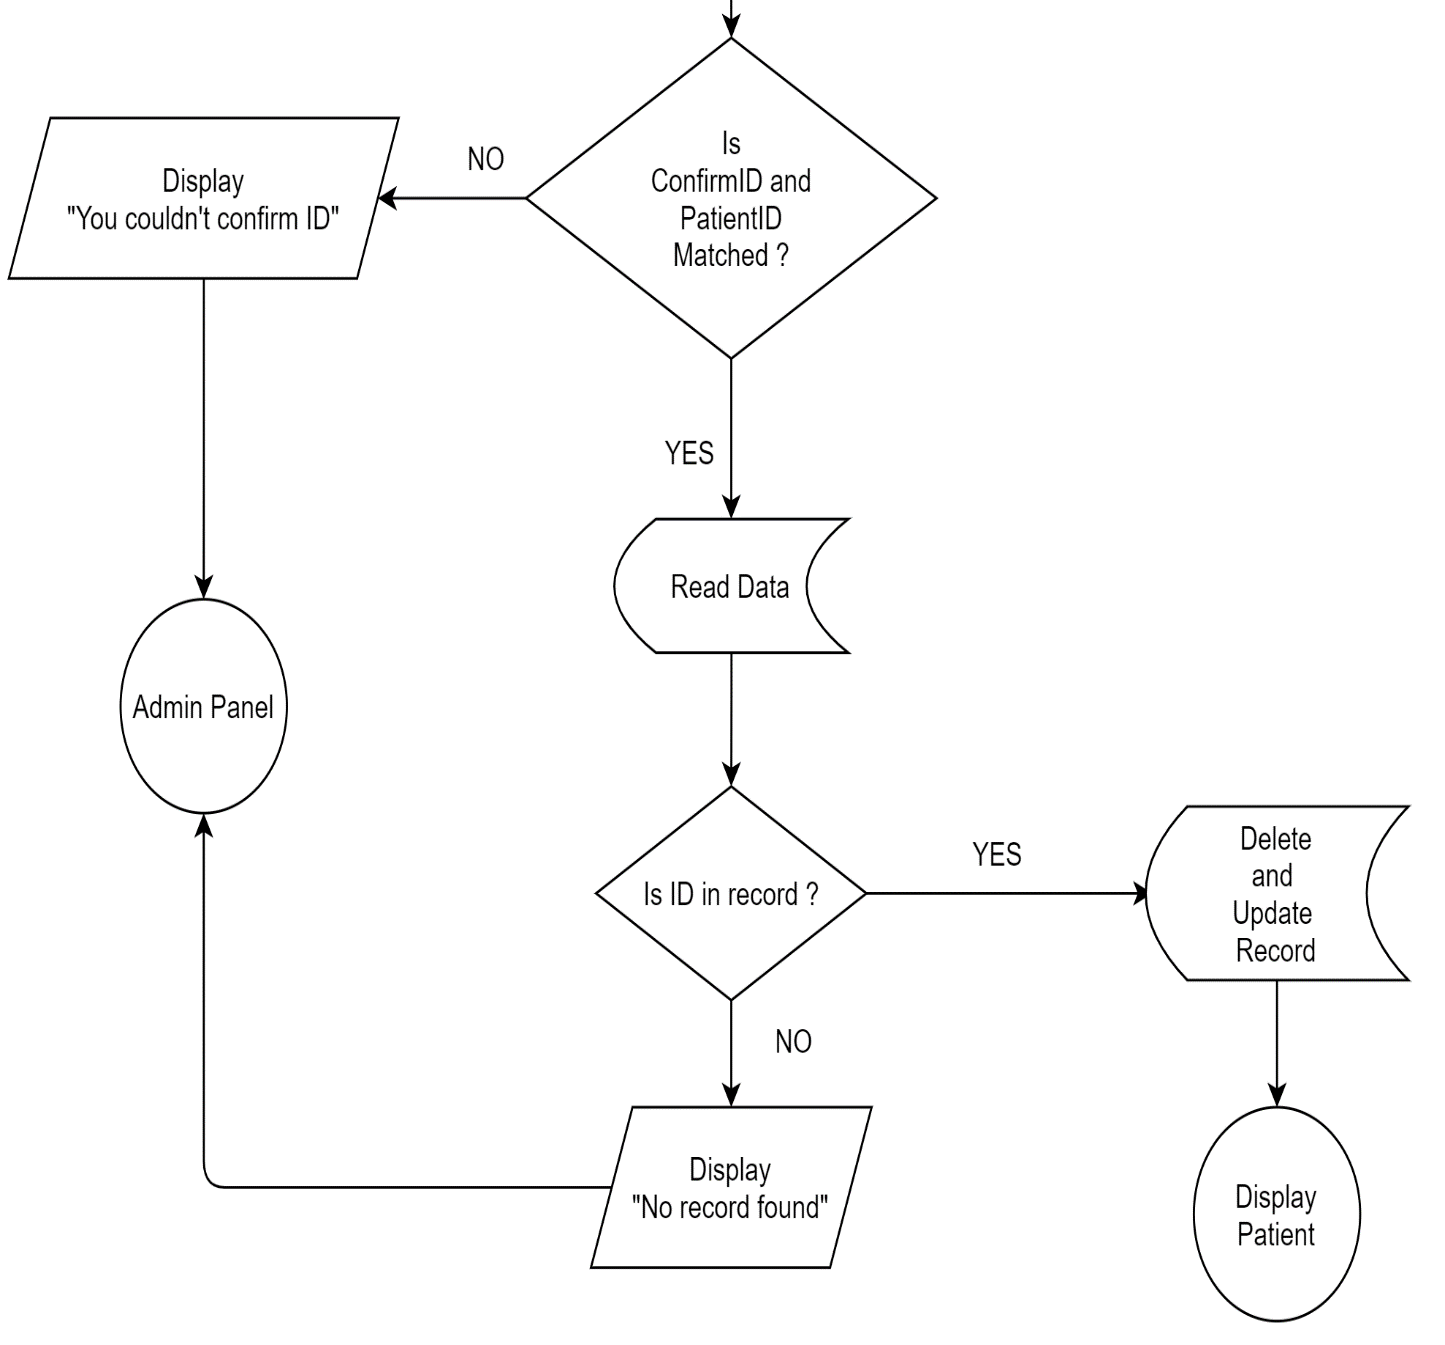 Is
ConfirmID and
PatientID
Matched ?
NO
Display
"You couldn't confirm ID"
YES
Read Data
Admin Panel
Is ID in record ?
YES
Delete
and
Update
Record
NO
Display
"No record found"
Display
Patient